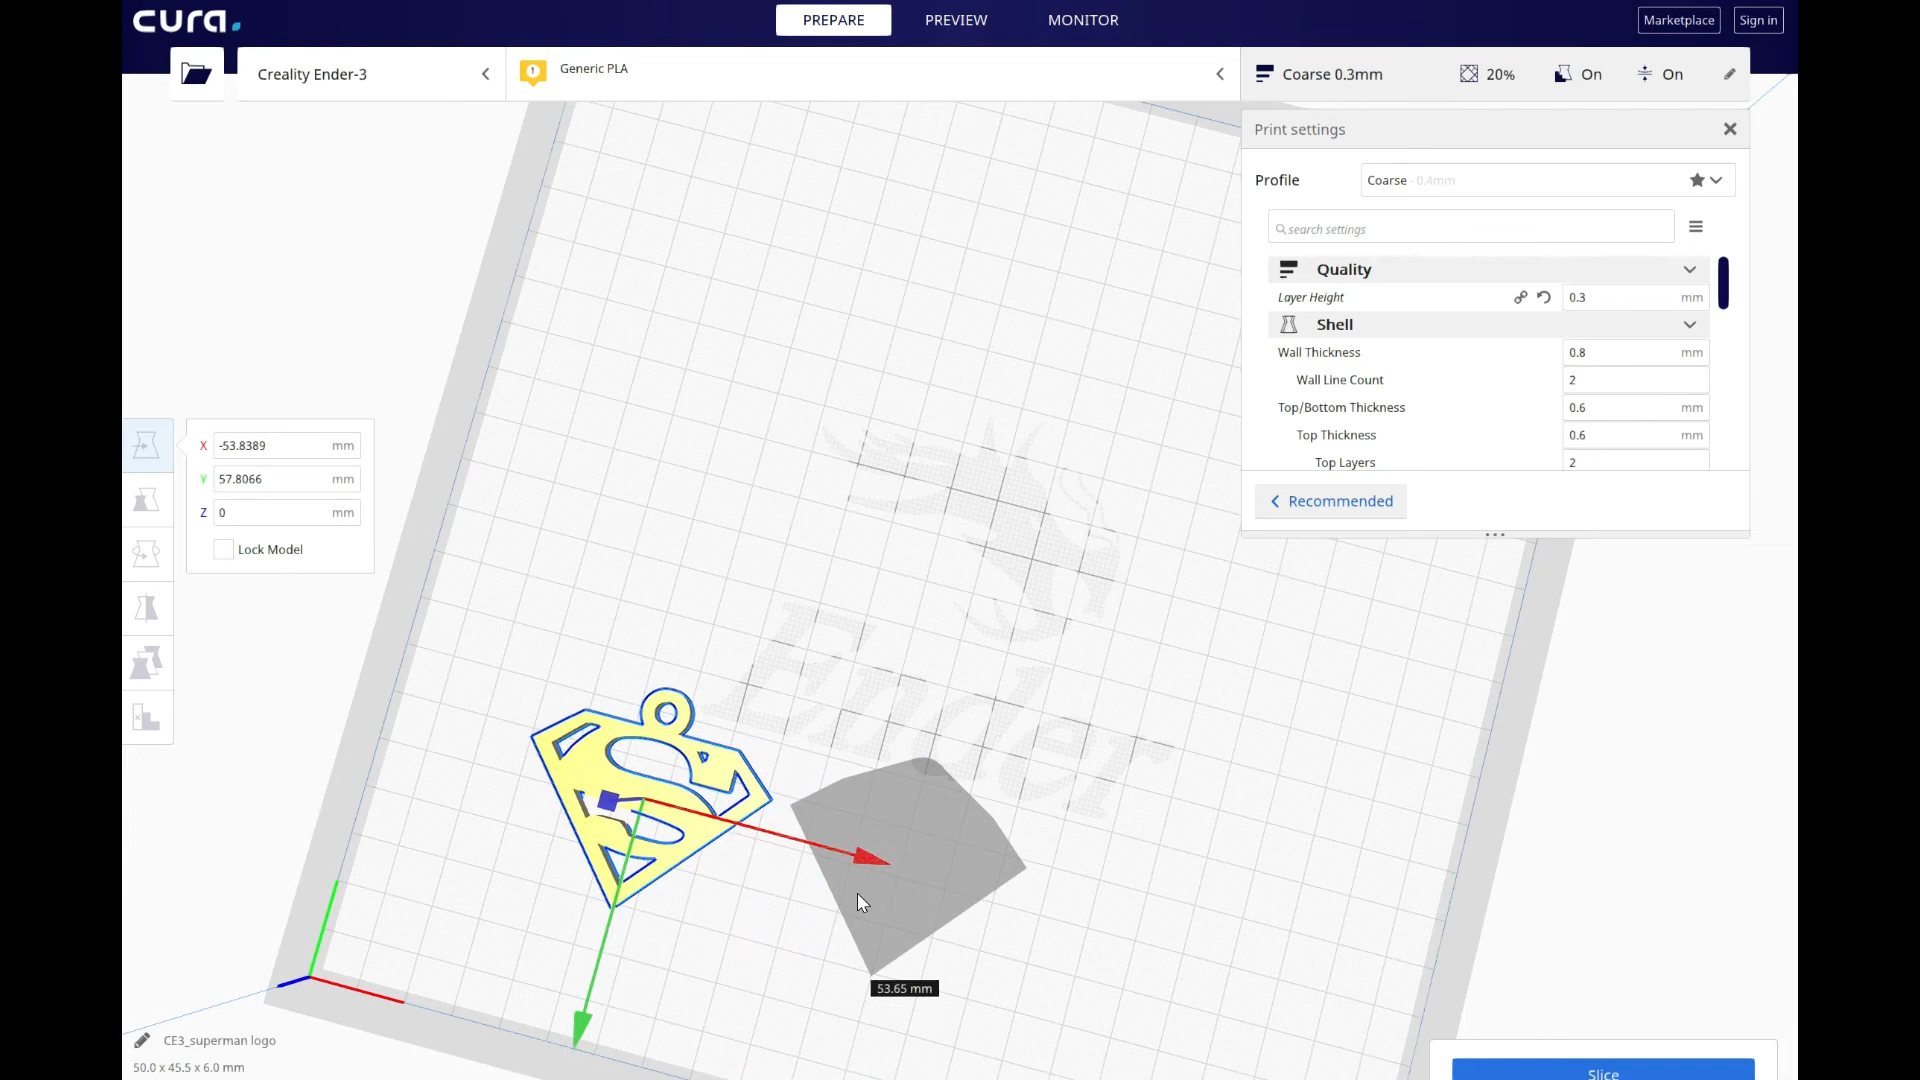 cura.
PREPARE
PREVIEW
MONITOR
Marketplace
Sign in
Creality Ender-3
Generic PLA
Coarse 0.3mm
20%
On
On
Print settings
Profile
Coarse - 0.4mm
search settings
Quality
Layer Height
0.3 mm
Shell
Wall Thickness
0.8 mm
Wall Line Count
2
Top/Bottom Thickness
0.6 mm
Top Thickness
0.6 mm
Top Layers
2
Recommended
X -53.8389 mm
Y 57.8066 mm
Z 0 mm
Lock Model
Ender
53.65 mm
CE3_superman logo
50.0 x 45.5 x 6.0 mm
Slice